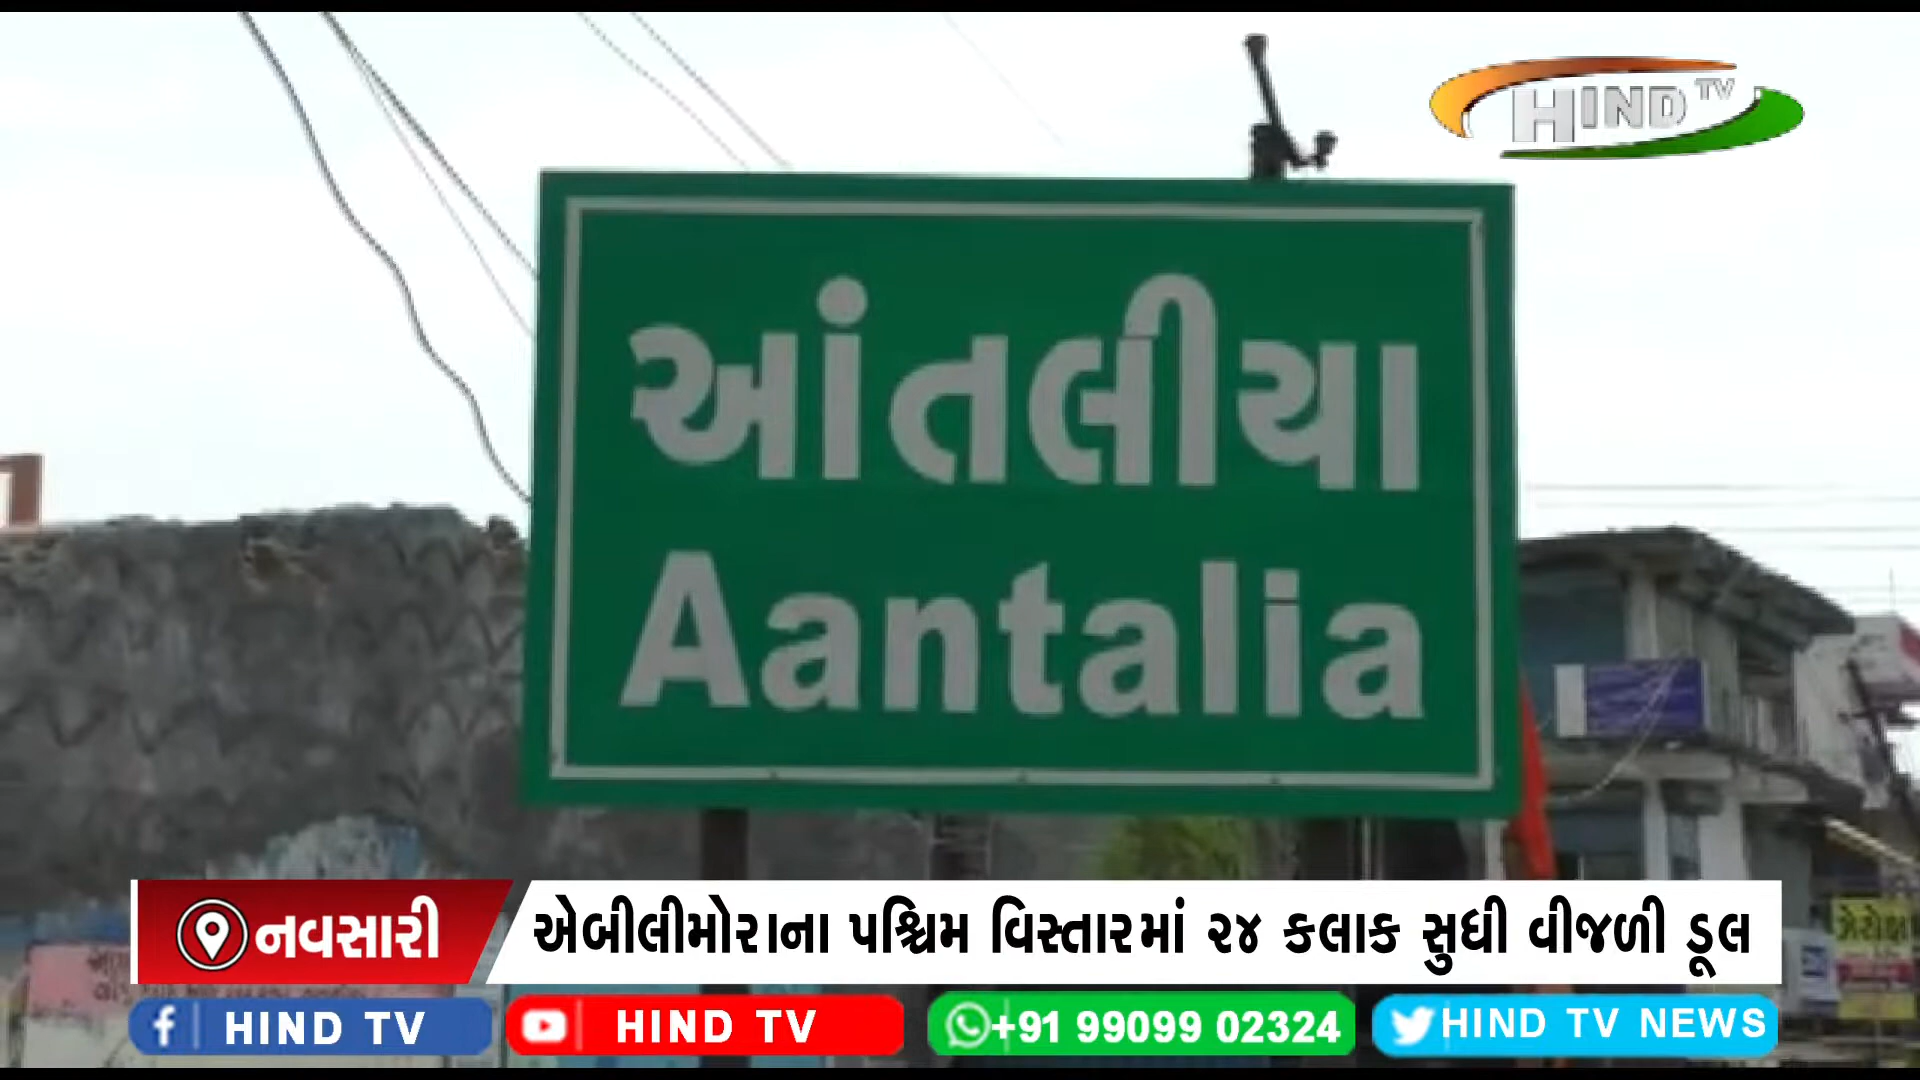 HIND TV
આંતલીયા
Aantalia
નવસારી
એબીલીમોરાના પશ્ચિમ વિસ્તારમાં ૨૪ કલાક સુધી વીજળી ડૂલ
HIND TV
HIND TV
+91 99099 02324
HIND TV NEWS